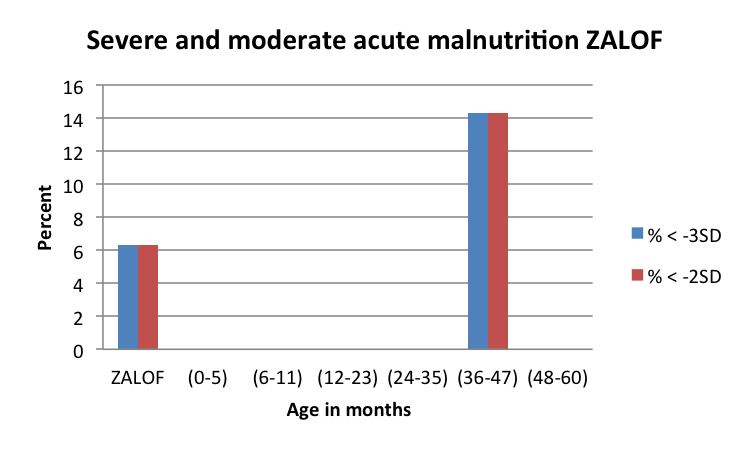 Severe and moderate acute malnutrition ZALOF
16
14
12
10
8
6
4
2
0
Percent
ZALOF (0-5) (6-11) (12-23) (24-35) (36-47) (48-60)
Age in months
% < -3SD
% < -2SD